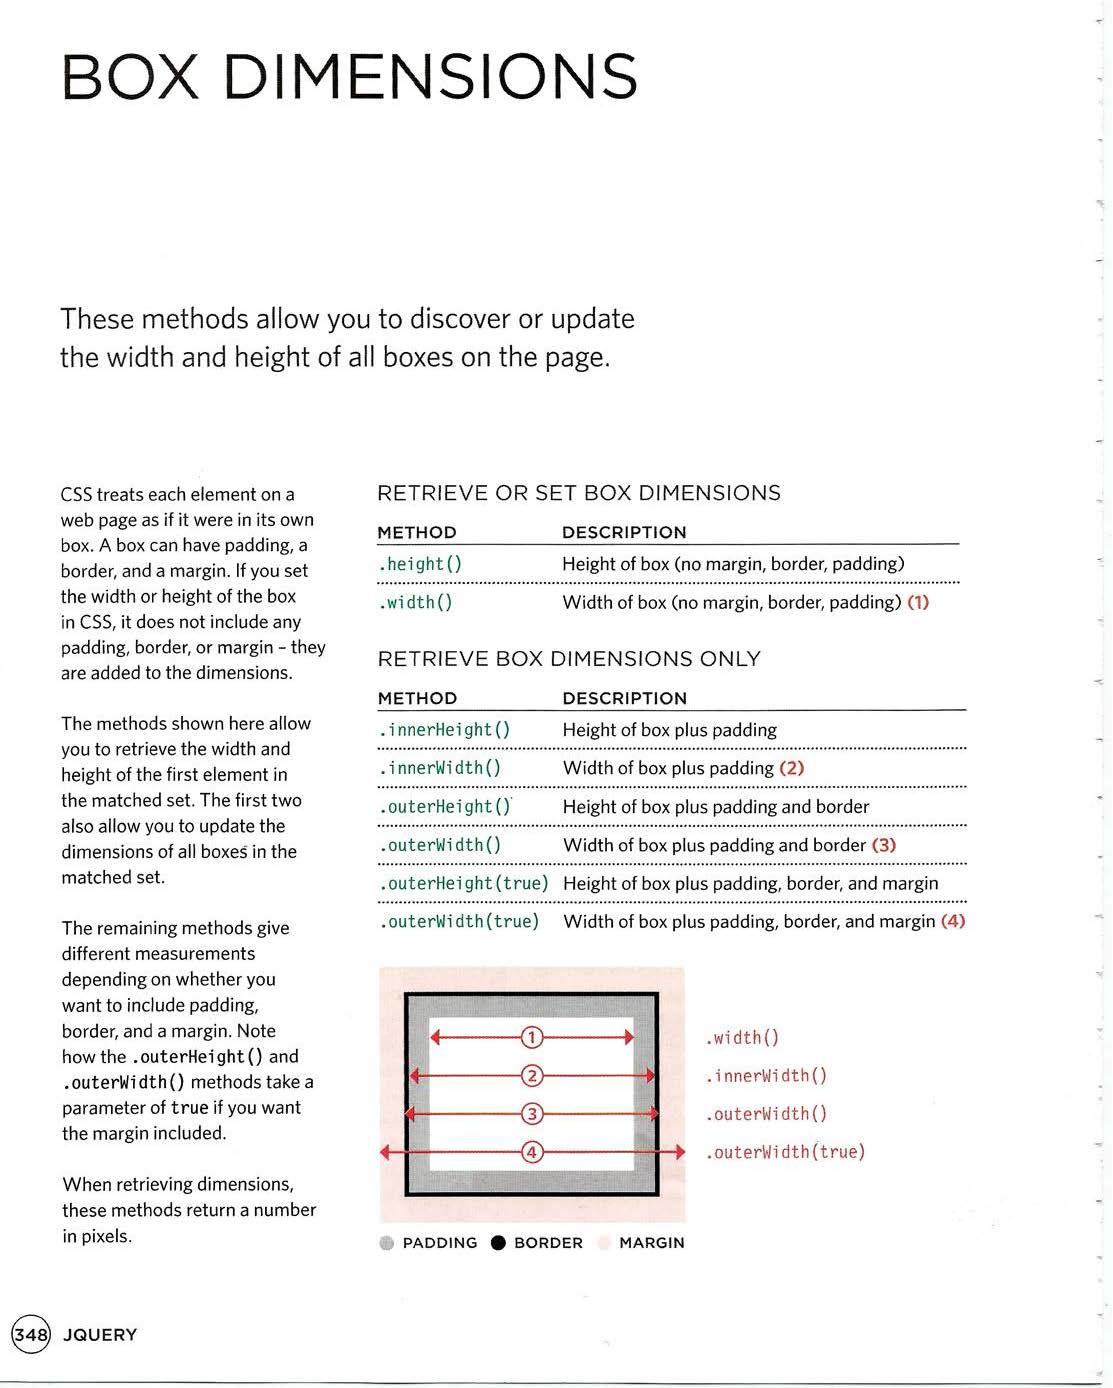 BOX DIMENSIONS
These methods allow you to discover or update
the width and height of all boxes on the page.
CSS treats each element on a
web page as if it were in its own
box. A box can have padding, a
border, and a margin. If you set
the width or height of the box
in CSS, it does not include any
padding, border, or margin – they
are added to the dimensions.
The methods shown here allow
you to retrieve the width and
height of the first element in
the matched set. The first two
also allow you to update the
dimensions of all boxes in the
matched set.
The remaining methods give
different measurements
depending on whether you
want to include padding,
border, and a margin. Note
how the .outerHeight() and
.outerWidth() methods take a
parameter of true if you want
the margin included.
When retrieving dimensions,
these methods return a number
in pixels.
RETRIEVE OR SET BOX DIMENSIONS
METHOD DESCRIPTION
.height() Height of box (no margin, border, padding)
.width() Width of box (no margin, border, padding) (1)
RETRIEVE BOX DIMENSIONS ONLY
METHOD DESCRIPTION
.innerHeight() Height of box plus padding
.innerWidth() Width of box plus padding (2)
.outerHeight() Height of box plus padding and border
.outerWidth() Width of box plus padding and border (3)
.outerHeight(true) Height of box plus padding, border, and margin
.outerWidth(true) Width of box plus padding, border, and margin (4)
1 .width()
2 .innerWidth()
3 .outerWidth()
4 .outerWidth(true)
PADDING BORDER MARGIN
348 JQUERY